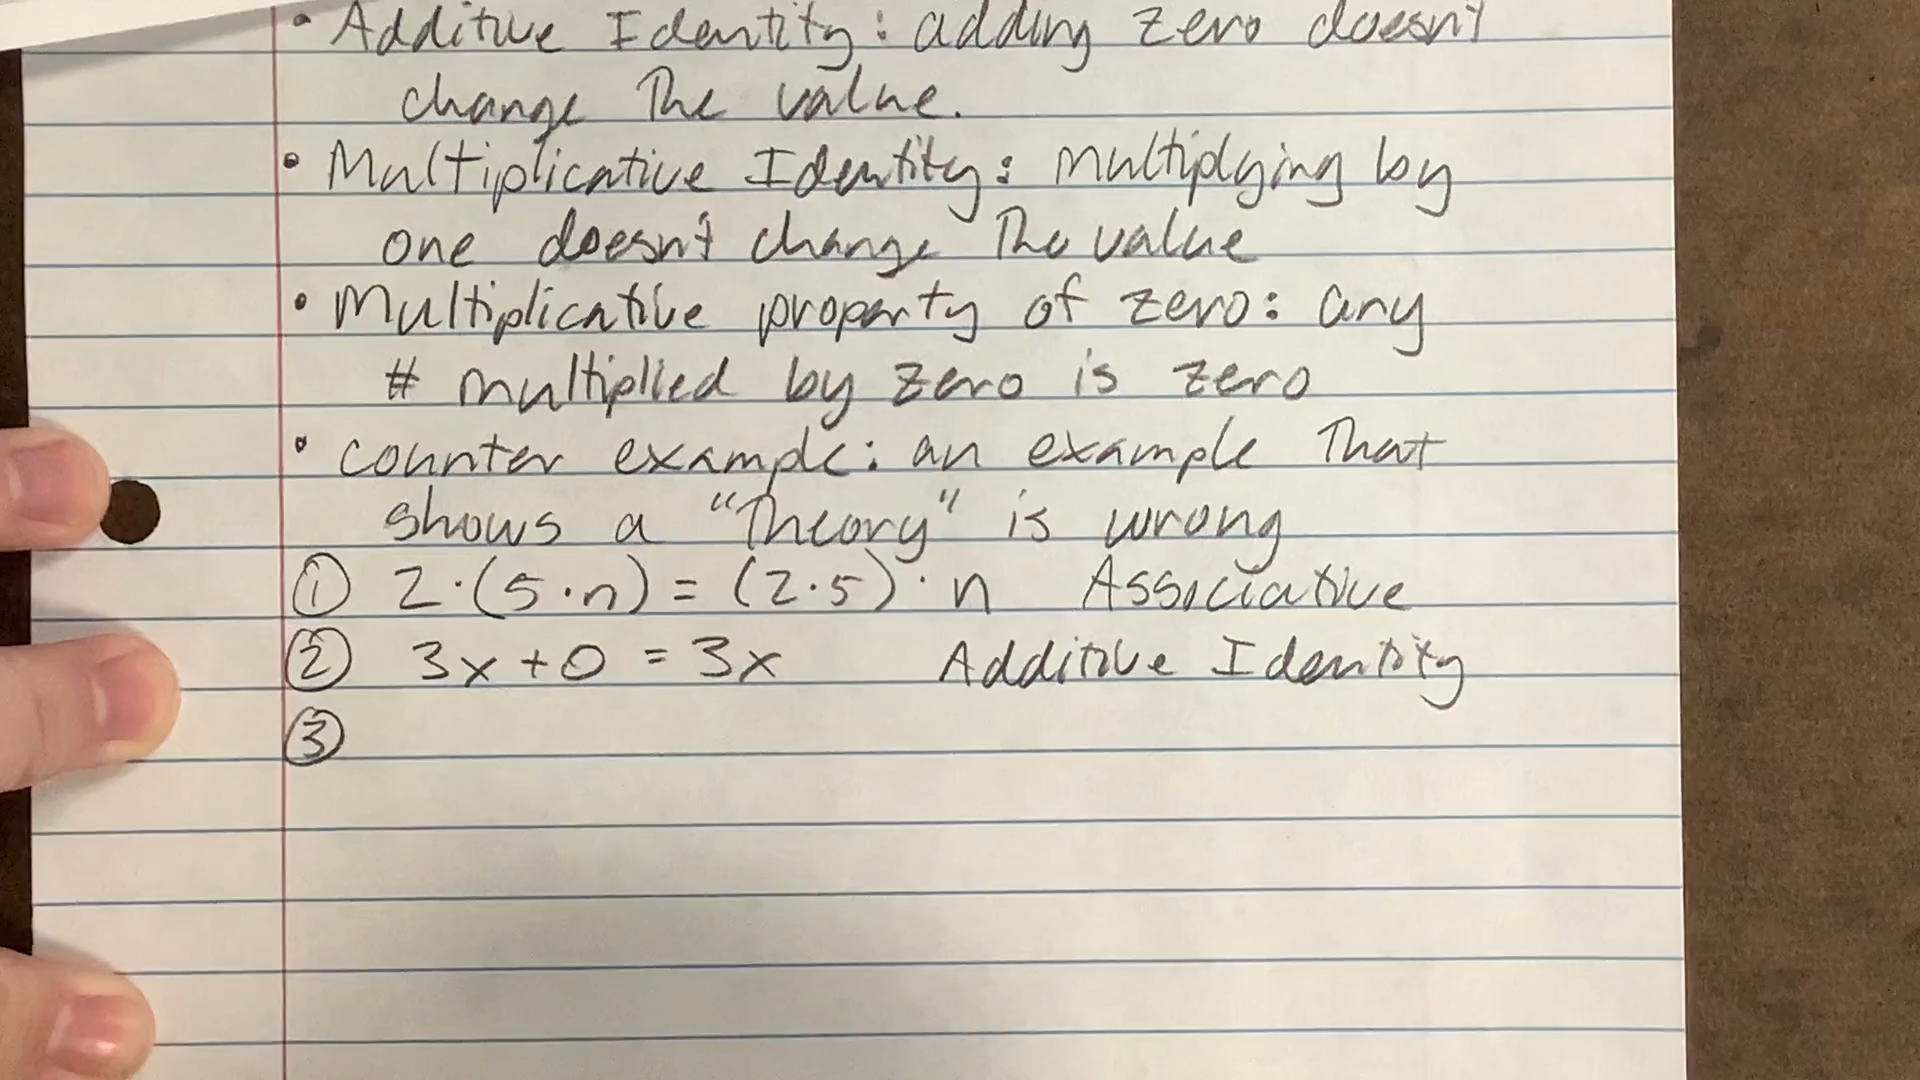 • Additive Identity: adding zero doesn't
change the value.
• Multiplicative Identity: multiplying by
one doesn't change the value
• Multiplicative property of zero: any
# multiplied by zero is zero
• counter example: an example that
shows a "theory" is wrong
① 2·(5·n) = (2·5)·n Associative
② 3x+0 = 3x Additive Identity
③